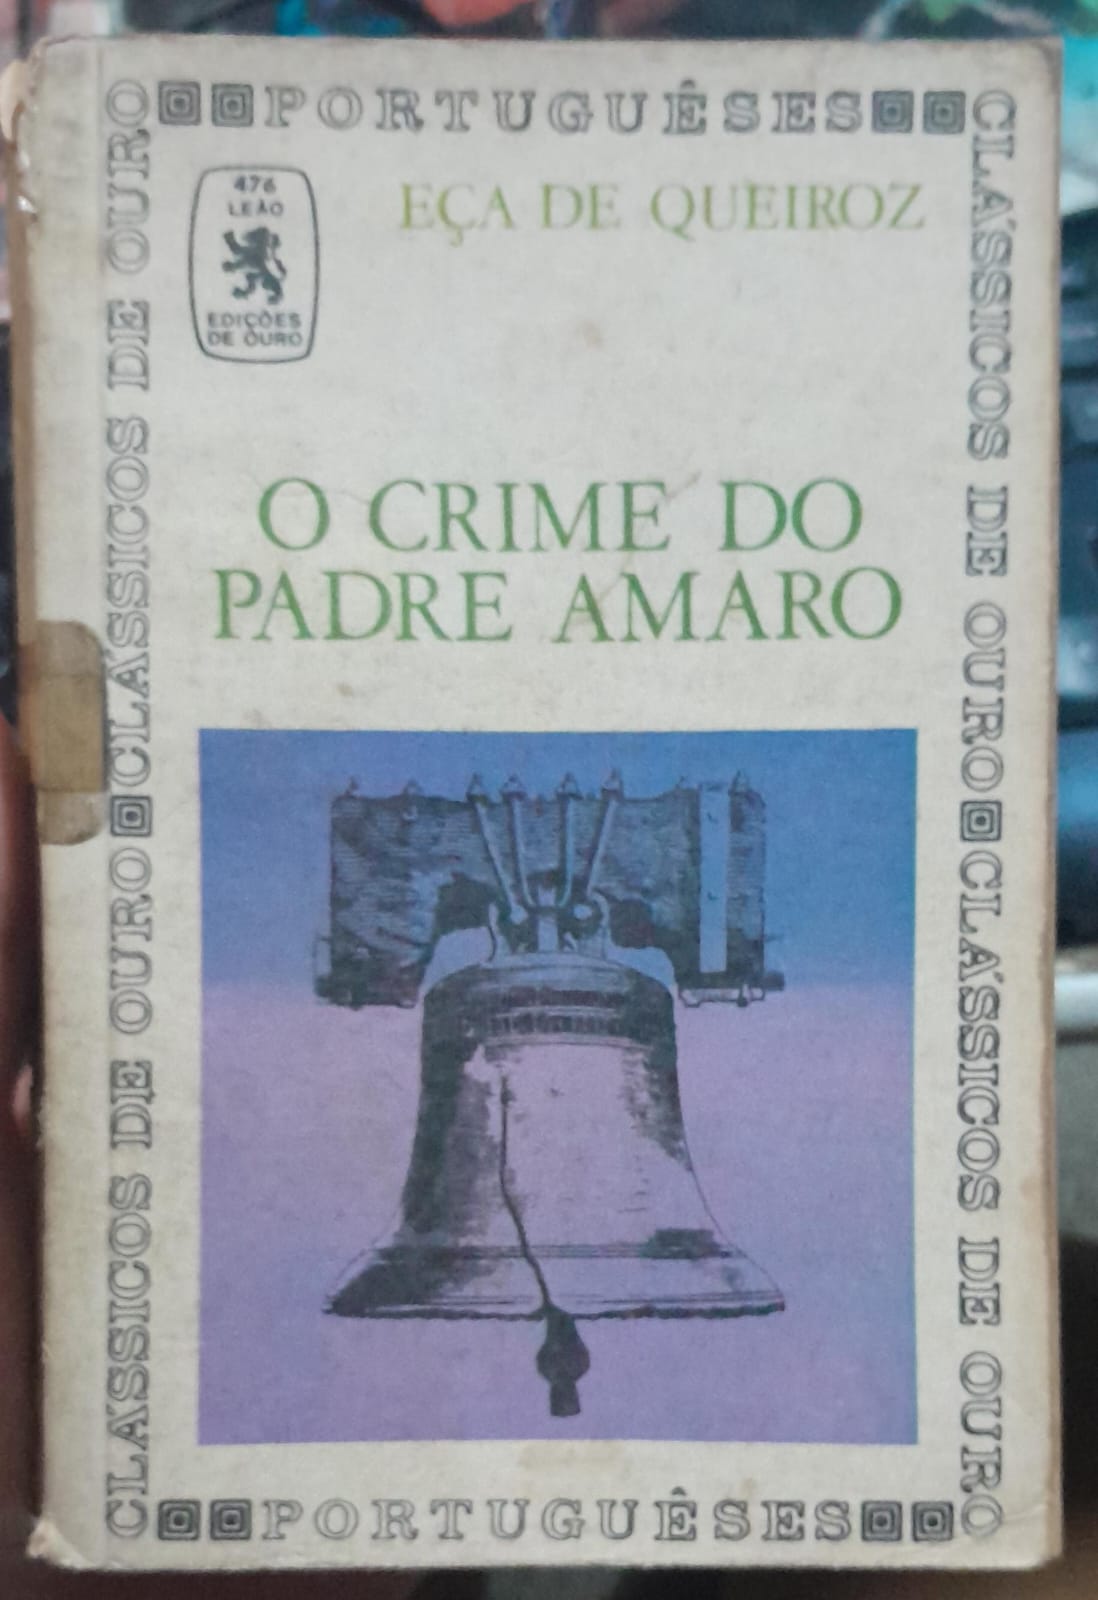 PORTUGUÊSES
CLÁSSICOS DE OURO CLÁSSICOS DE OURO
CLÁSSICOS DE OURO CLÁSSICOS DE OURO
476
LEÃO
EDIÇÕES
DE OURO
EÇA DE QUEIROZ
O CRIME DO
PADRE AMARO
PORTUGUÊSES